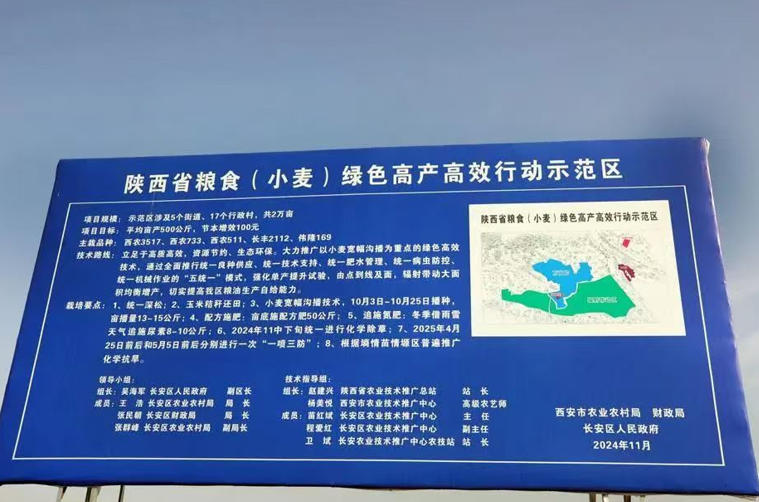 陕西省粮食（小麦）绿色高产高效行动示范区
项目规模：示范区涉及5个街道、17个行政村，共2万亩
项目目标：平均亩产500公斤，节本增效100元
主栽品种：西农3517、西农733、西农511、长丰2112、伟隆169
技术路线：立足于高质高效、资源节约、生态环保。大力推广以小麦宽幅沟播为重点的绿色高效
技术，通过全面推行统一良种供应、统一技术支持、统一肥水管理、统一病虫防控、
统一机械作业的“五统一”模式，强化单产提升试验，由点到线及面，辐射带动大面
积均衡增产，切实提高我区粮油生产自给能力。
栽培要点：1、统一深松；2、玉米秸秆还田；3、小麦宽幅沟播技术，10月3日-10月25日播种，
亩播量13-15公斤；4、配方施肥：亩底施配方肥50公斤；5、追施氮肥：冬季借雨雪
天气追施尿素8-10公斤；6、2024年11中下旬统一进行化学除草；7、2025年4月
25日前和5月5日前后分别进行一次“一喷三防”；8、根据墒情苗情塬区普遍推广
化学抗旱。
陕西省粮食（小麦）绿色高产高效行动示范区
领导小组：
组长：吴海军 长安区人民政府 副区长
成员：王浩 长安区农业农村局 局长
张民朝 长安区财政局 局长
张群峰 长安区农业农村局 副局长
技术指导组：
组长：赵建兴 陕西省农业技术推广总站 站长
杨美悦 西安市农业技术推广中心 高级农艺师
成员：苗红斌 长安区农业技术推广中心 主任
程爱红 长安区农业技术推广中心 副主任
卫斌 长安农业技术推广中心农技站 站长
西安市农业农村局 财政局
长安区人民政府
2024年11月